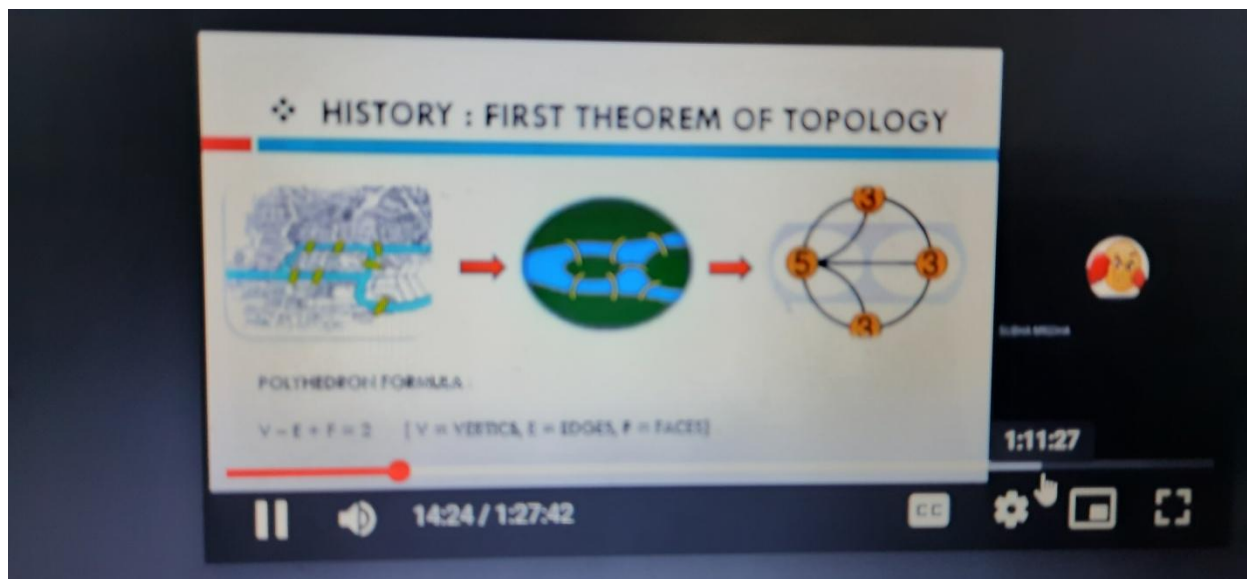 ❖ HISTORY : FIRST THEOREM OF TOPOLOGY
3
5
3
3
POLYHEDRON FORMULA :
V – E + F = 2 [ V = VERTICS, E = EDGES, F = FACES]
1:11:27
14:24 / 1:27:42
CC